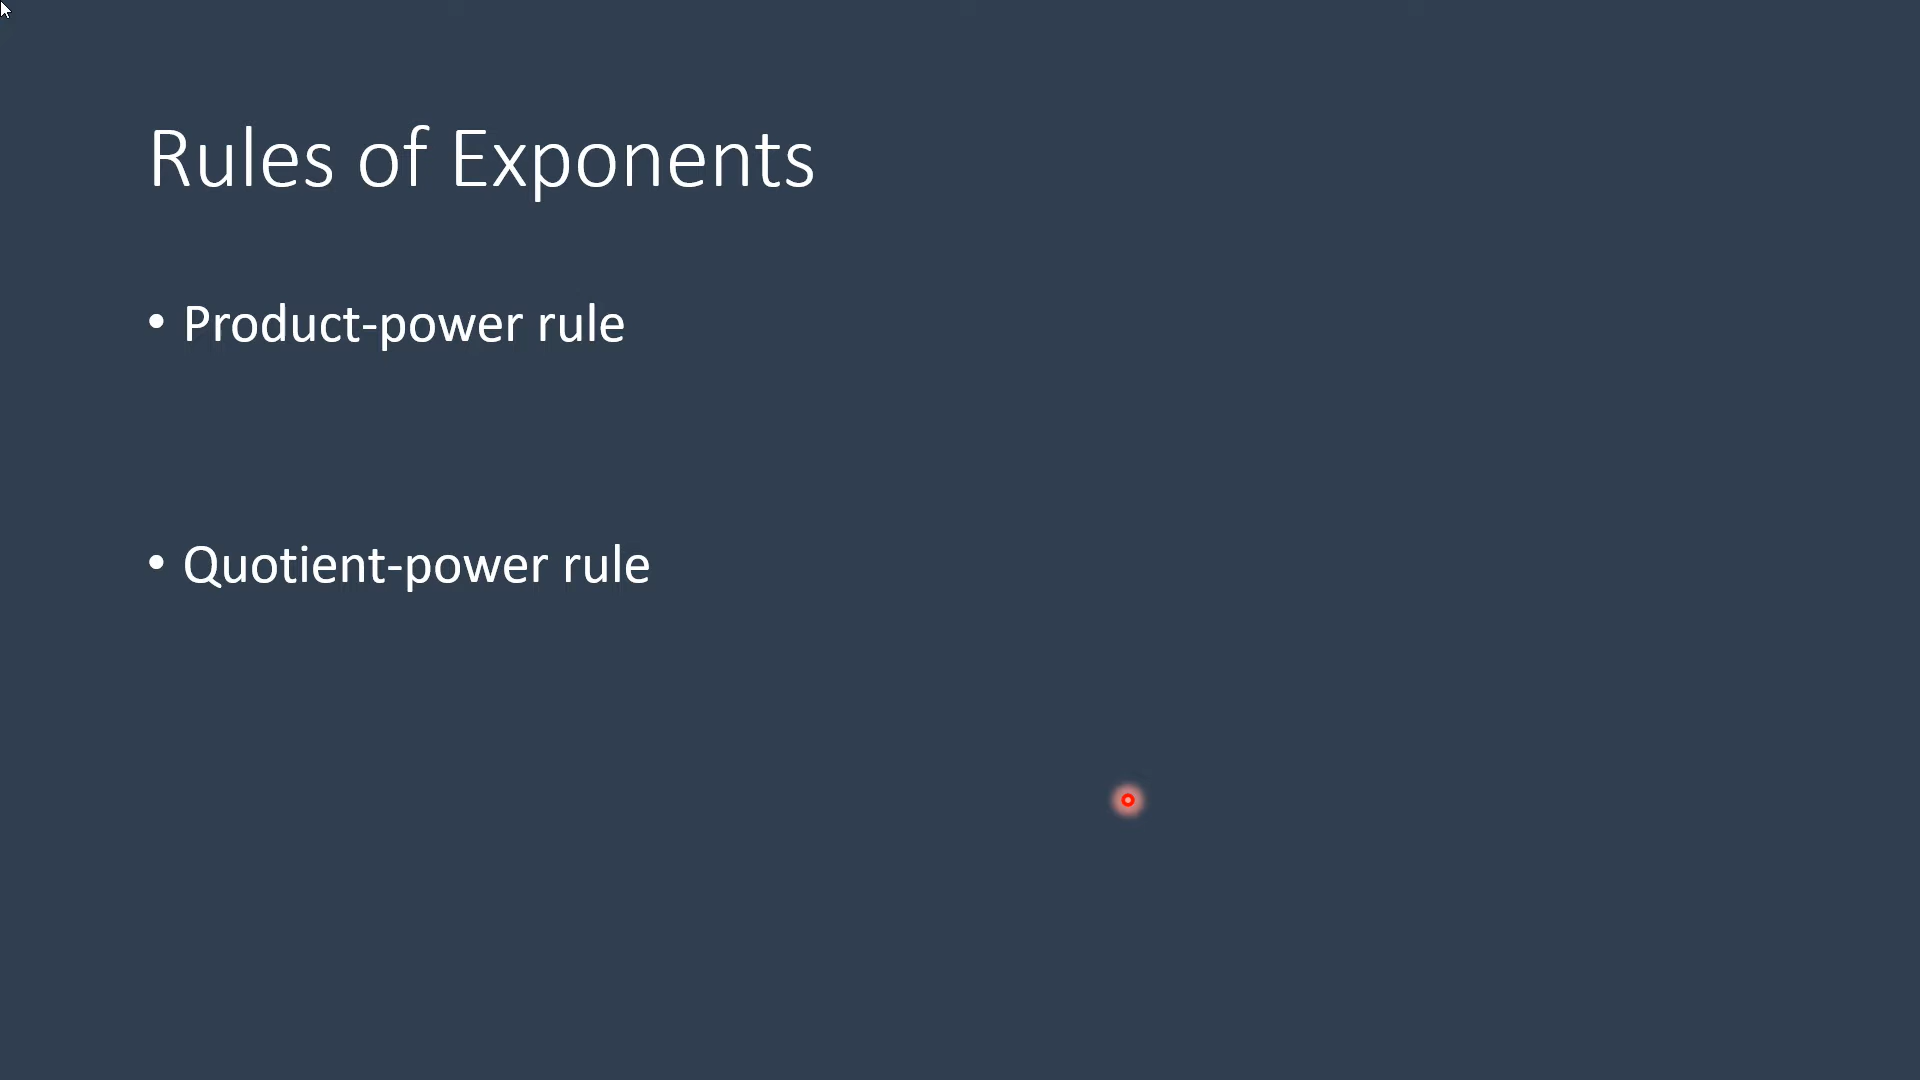 Rules of Exponents
• Product-power rule
• Quotient-power rule